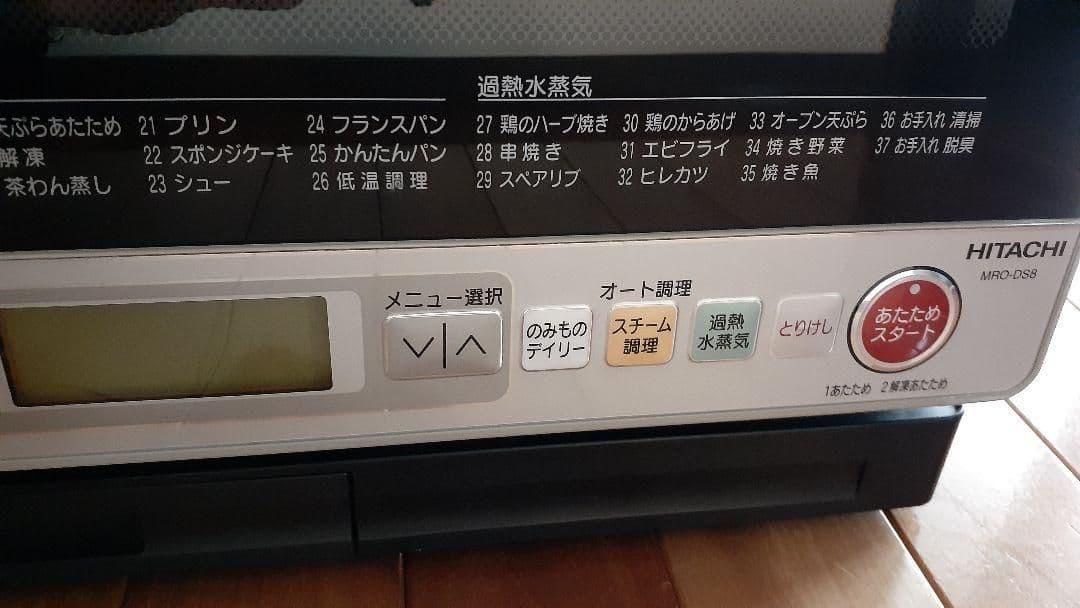 過熱水蒸気
天ぷらあたため 21 プリン 24 フランスパン 27 鶏のハーブ焼き 30 鶏のからあげ 33 オーブン天ぷら 36 お手入れ 清掃
解凍 22 スポンジケーキ 25 かんたんパン 28 串焼き 31 エビフライ 34 焼き野菜 37 お手入れ 脱臭
茶わん蒸し 23 シュー 26 低温調理 29 スペアリブ 32 ヒレカツ 35 焼き魚
HITACHI
MRO-DS8
メニュー選択
オート調理
のみもの
デイリー
スチーム
調理
過熱
水蒸気
とりけし
あたため
スタート
1あたため 2解凍あたため